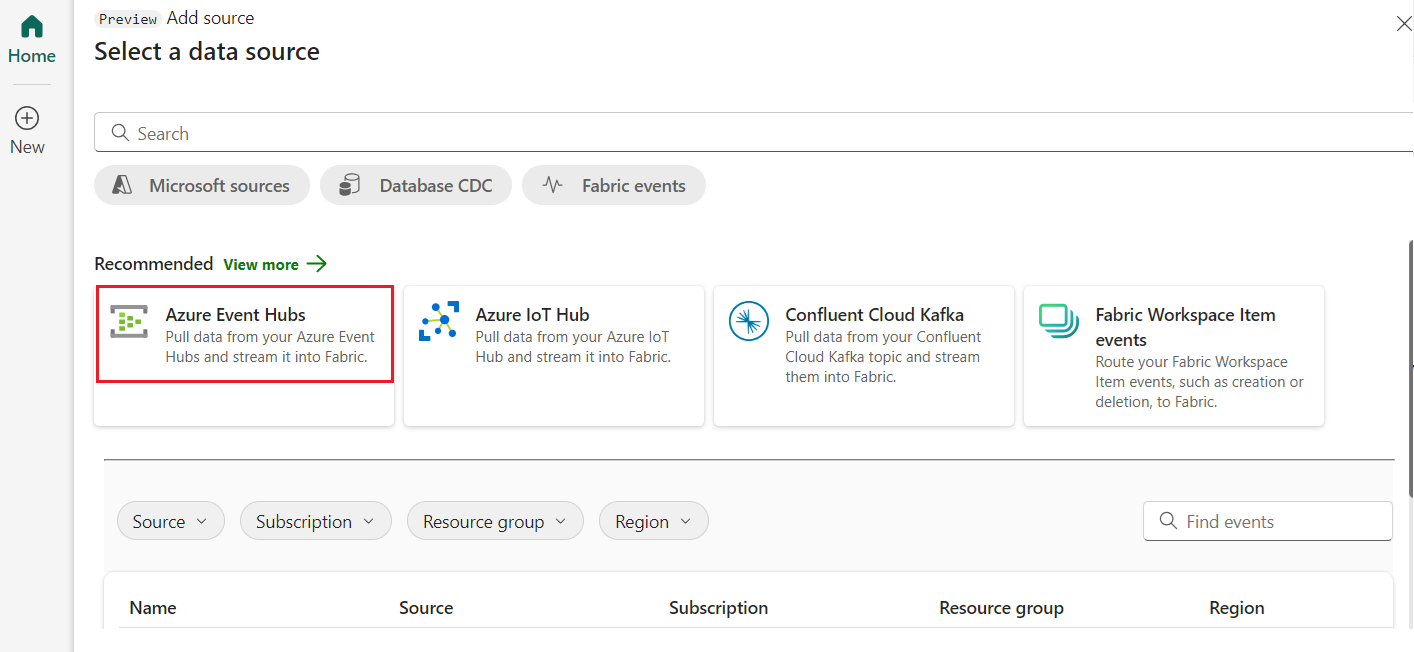 Preview Add source
Select a data source
Home
New
Search
Microsoft sources
Database CDC
Fabric events
Recommended View more
Azure Event Hubs
Pull data from your Azure Event
Hubs and stream it into Fabric.
Azure IoT Hub
Pull data from your Azure IoT
Hub and stream it into Fabric.
Confluent Cloud Kafka
Pull data from your Confluent
Cloud Kafka topic and stream
them into Fabric.
Fabric Workspace Item
events
Route your Fabric Workspace
Item events, such as creation or
deletion, to Fabric.
Source
Subscription
Resource group
Region
Find events
Name Source Subscription Resource group Region